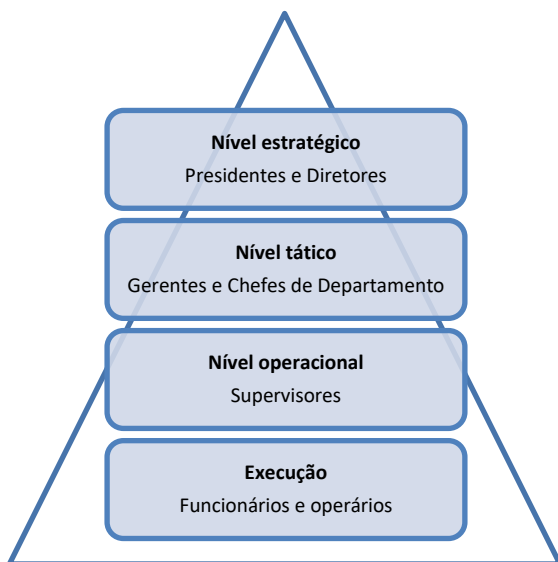 Nível estratégico
Presidentes e Diretores
Nível tático
Gerentes e Chefes de Departamento
Nível operacional
Supervisores
Execução
Funcionários e operários